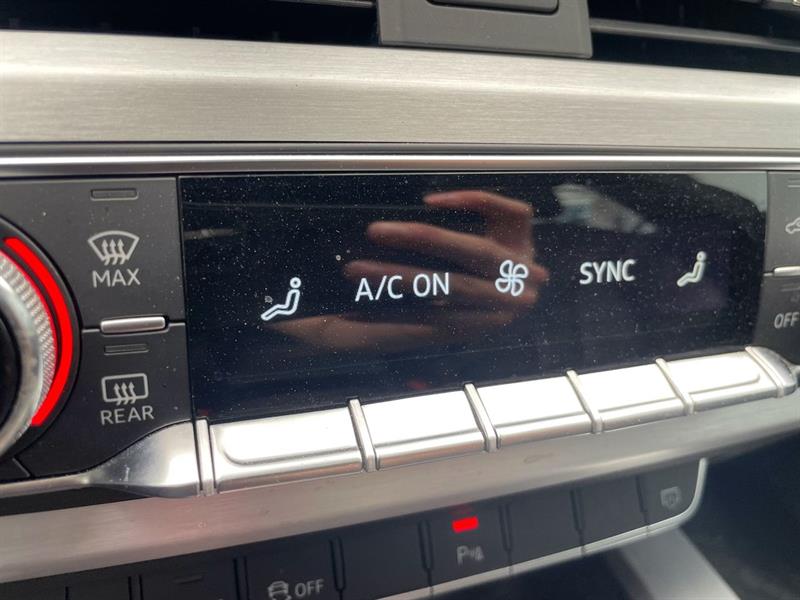 MAX
A/C ON
SYNC
OFF
REAR
P
OFF